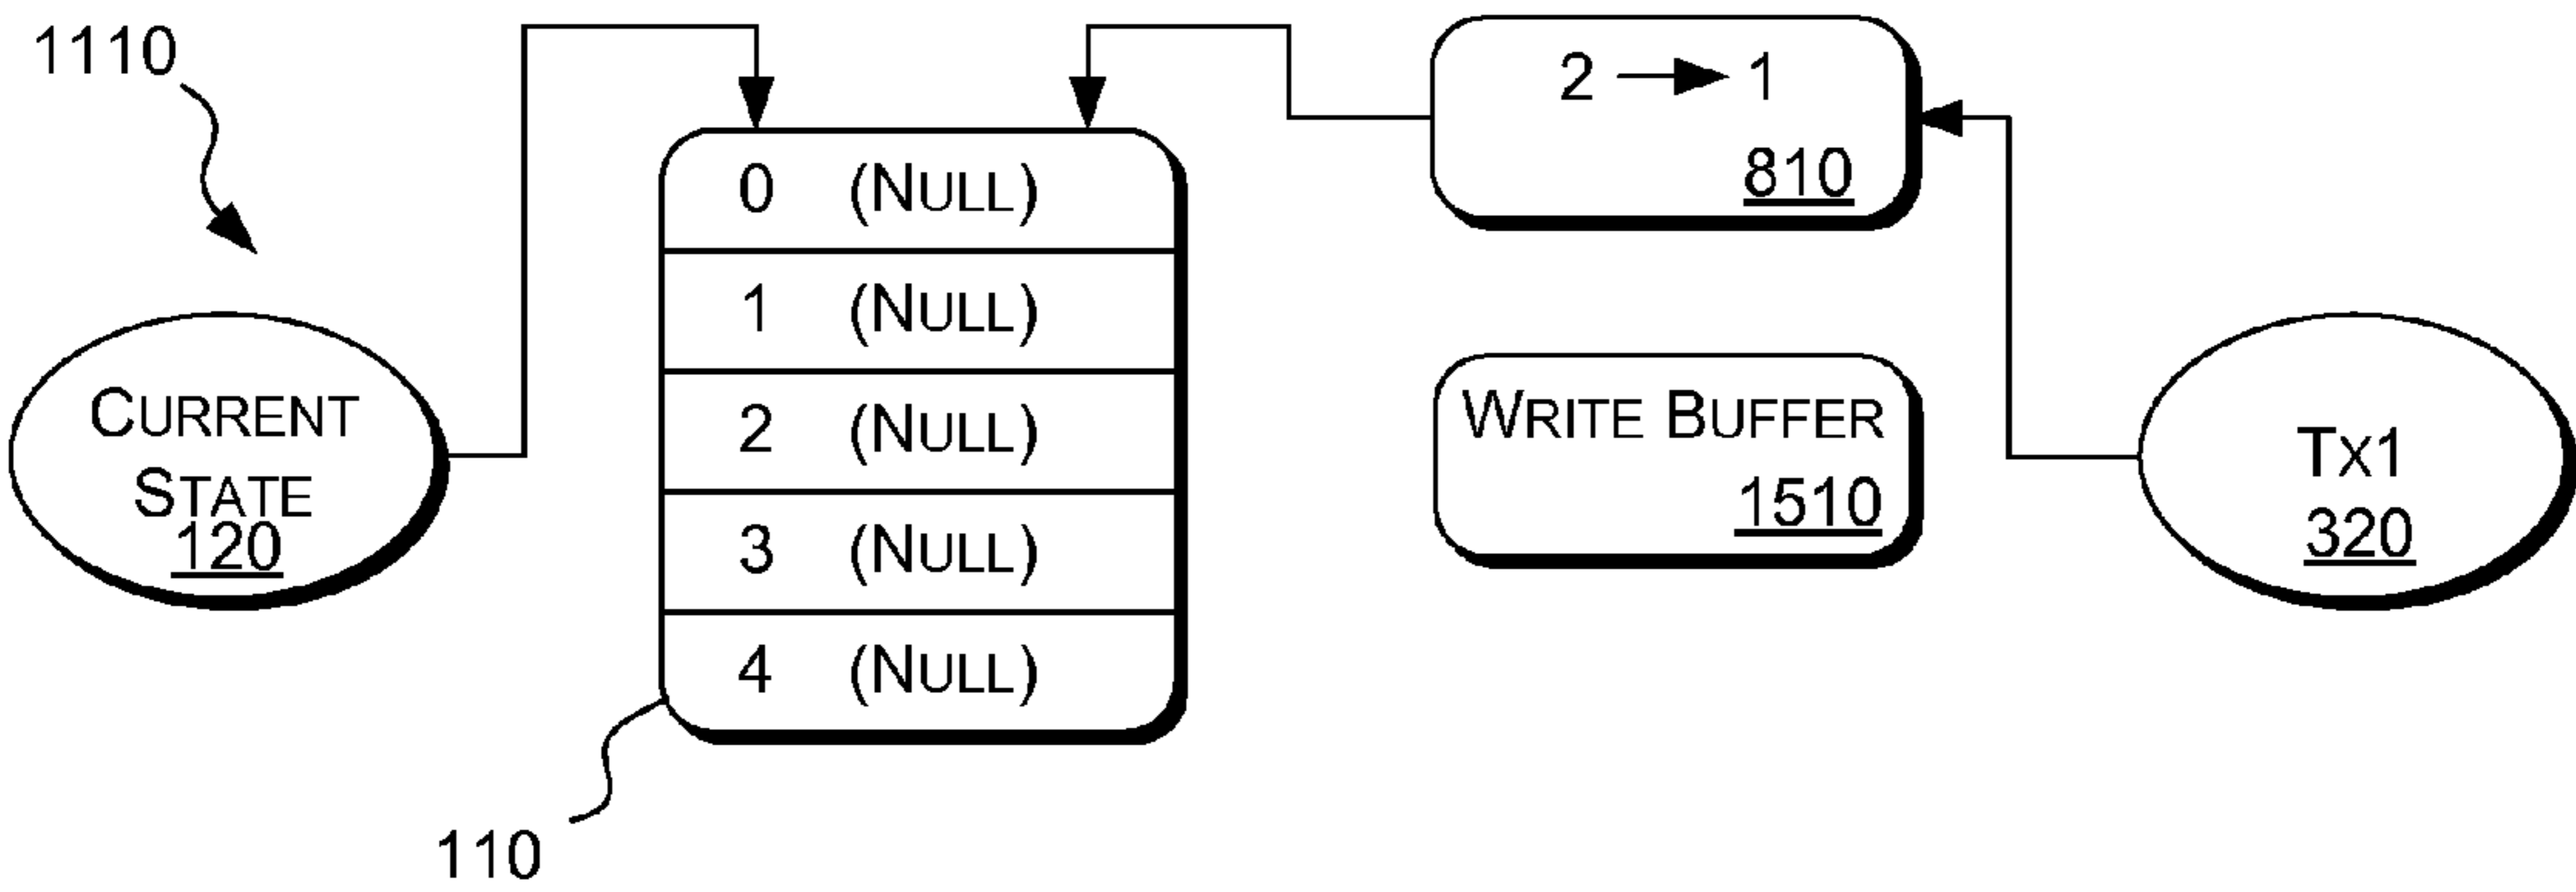 1110
CURRENT
STATE
120
0 (NULL)
1 (NULL)
2 (NULL)
3 (NULL)
4 (NULL)
110
2 → 1
810
WRITE BUFFER
1510
TX1
320